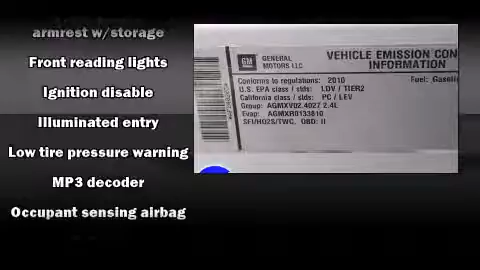 armrest w/storage
Front reading lights
Ignition disable
Illuminated entry
Low tire pressure warning
MP3 decoder
Occupant sensing airbag
GM
GENERAL
MOTORS LLC
VEHICLE EMISSION CON
INFORMATION
Conforms to regulations: 2010
Fuel: Gasoli
U.S. EPA class / stds: LDV / TIER2
California class / stds: PC / LEV
Group: AGMXV02.4027 2.4L
Evap: AGMXR0133810
SFI/HO2S/TWC, OBD: II